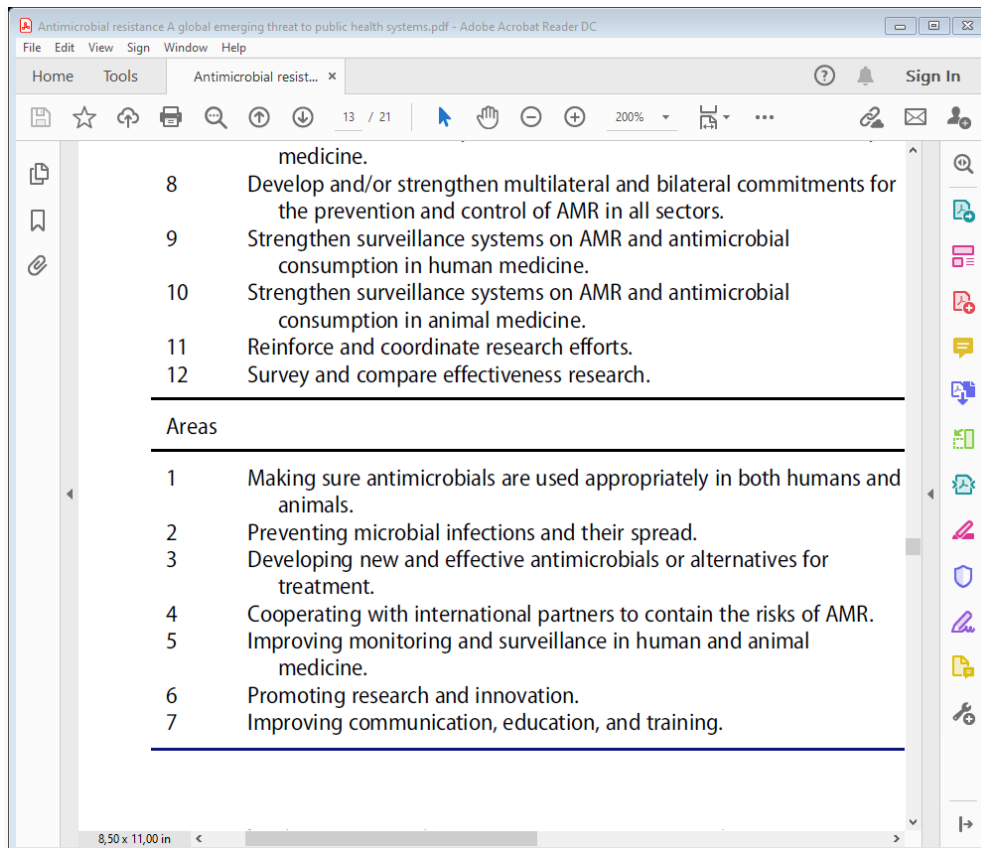 Antimicrobial resistance A global emerging threat to public health systems.pdf - Adobe Acrobat Reader DC
File Edit View Sign Window Help
Home Tools Antimicrobial resist... × Sign In
13 / 21 200%
medicine.
8 Develop and/or strengthen multilateral and bilateral commitments for
the prevention and control of AMR in all sectors.
9 Strengthen surveillance systems on AMR and antimicrobial
consumption in human medicine.
10 Strengthen surveillance systems on AMR and antimicrobial
consumption in animal medicine.
11 Reinforce and coordinate research efforts.
12 Survey and compare effectiveness research.
Areas
1 Making sure antimicrobials are used appropriately in both humans and
animals.
2 Preventing microbial infections and their spread.
3 Developing new and effective antimicrobials or alternatives for
treatment.
4 Cooperating with international partners to contain the risks of AMR.
5 Improving monitoring and surveillance in human and animal
medicine.
6 Promoting research and innovation.
7 Improving communication, education, and training.
8,50 x 11,00 in